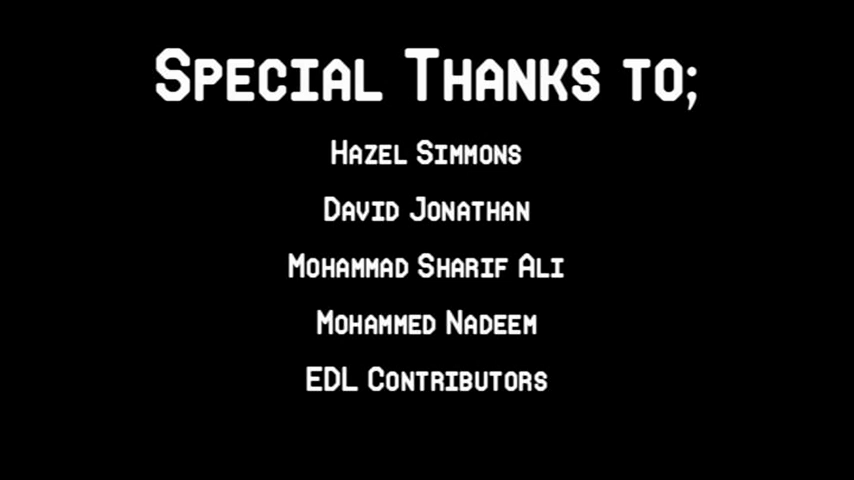 Special Thanks to;
Hazel Simmons
David Jonathan
Mohammad Sharif Ali
Mohammed Nadeem
EDL Contributors